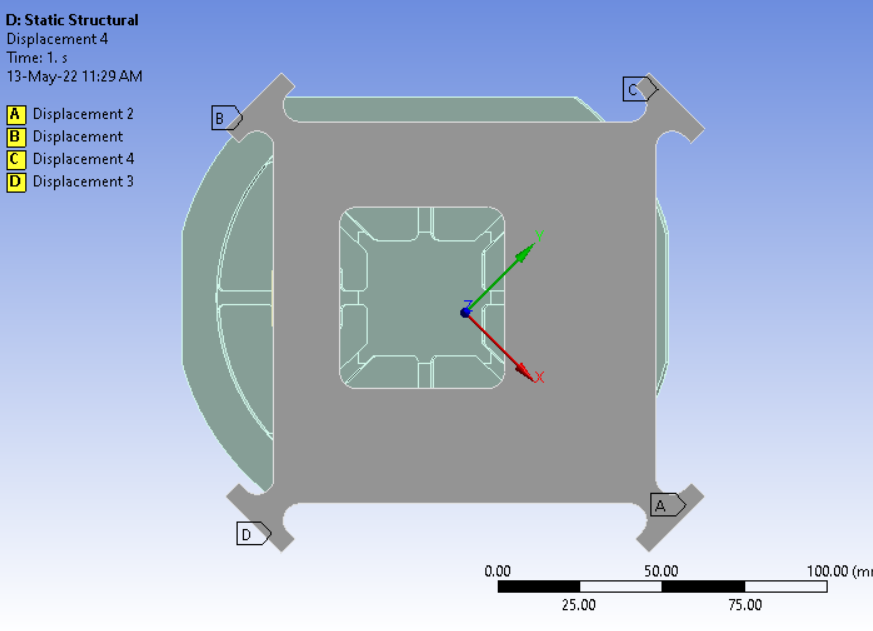 D: Static Structural
Displacement 4
Time: 1. s
13-May-22 11:29 AM
A Displacement 2
B Displacement
C Displacement 4
D Displacement 3
B
C
Y
Z
X
A
D
0.00 50.00 100.00 (mm
25.00 75.00